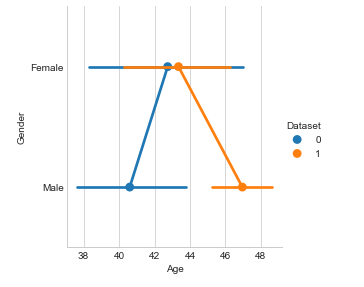 Female
Gender
Male
Dataset
0
1
38 40 42 44 46 48
Age